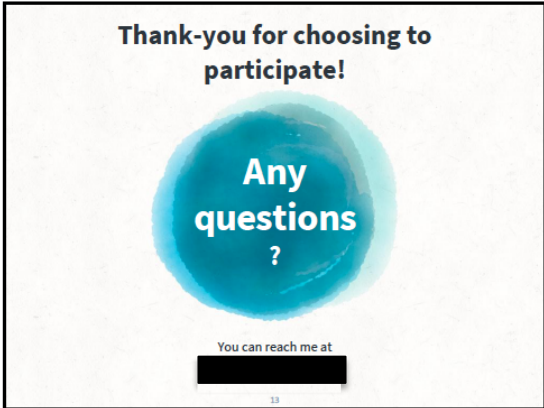 Thank-you for choosing to
participate!
Any
questions
?
You can reach me at
13